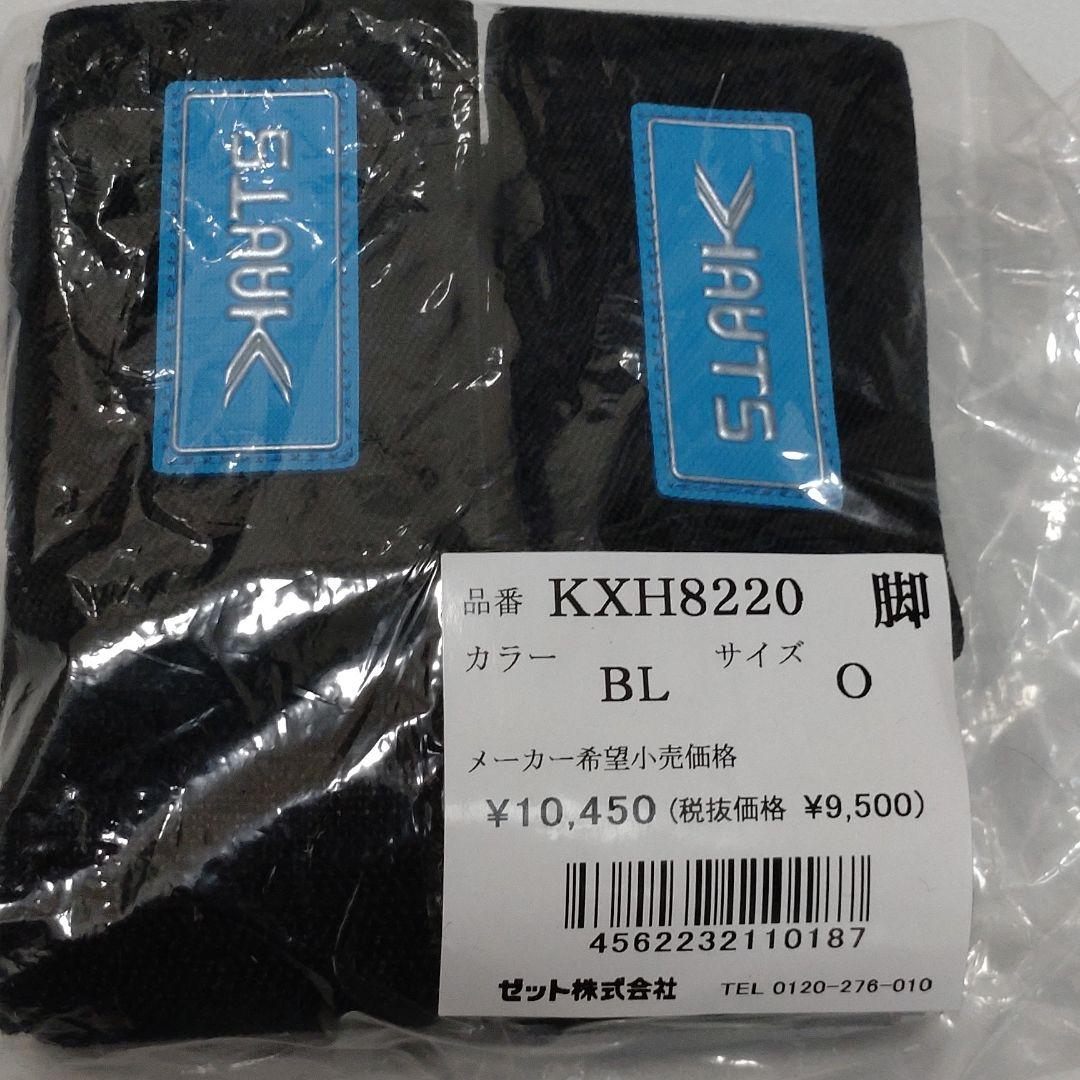 STAUK
KAUTS
品番 KXH8220 脚
カラー サイズ
BL O
メーカー希望小売価格
¥10,450 (税抜価格 ¥9,500)
4562232110187
ゼット株式会社 TEL 0120-276-010